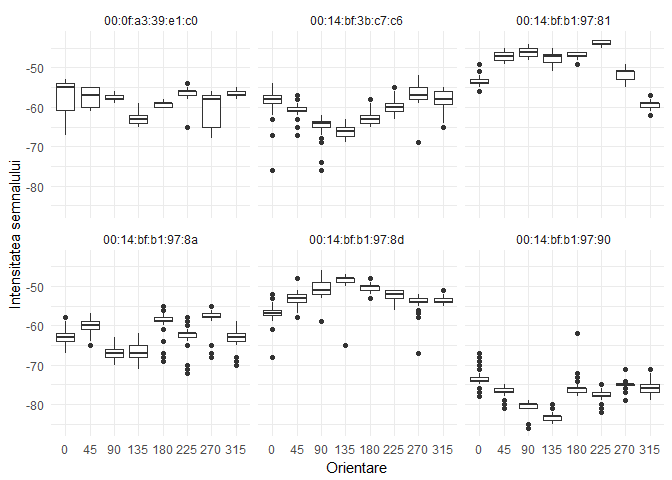 00:0f:a3:39:e1:c0 00:14:bf:3b:c7:c6 00:14:bf:b1:97:81
-50
-60
-70
-80
00:14:bf:b1:97:8a 00:14:bf:b1:97:8d 00:14:bf:b1:97:90
-50
-60
-70
-80
0 45 90 135 180 225 270 315 0 45 90 135 180 225 270 315 0 45 90 135 180 225 270 315
Orientare
Intensitatea semnalului